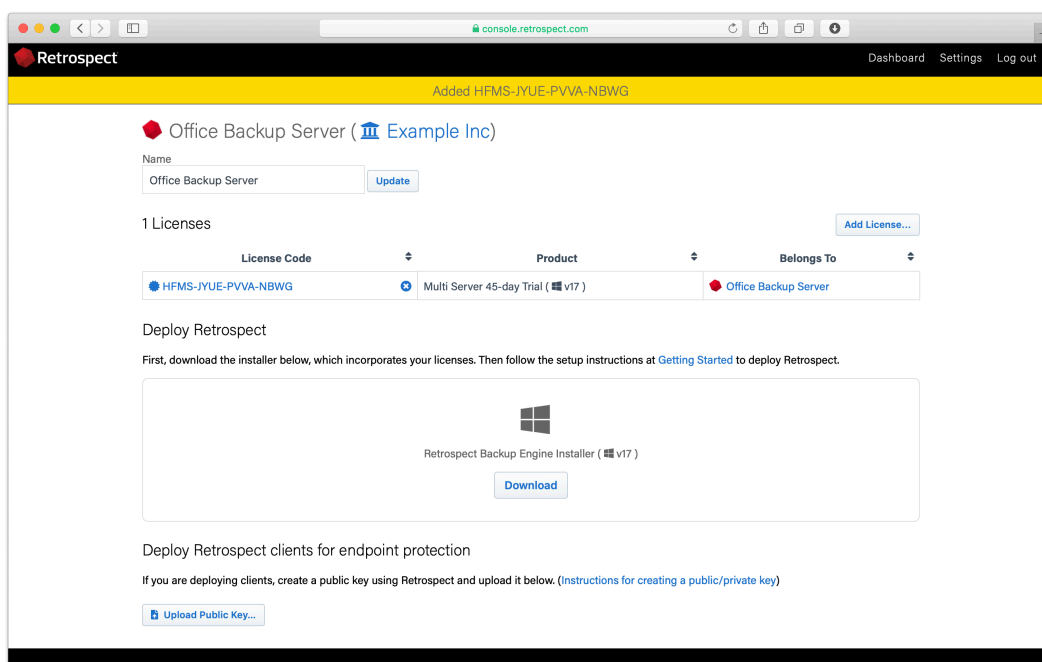 console.retrospect.com
Retrospect
Dashboard Settings Log out
Added HFMS-JYUE-PVVA-NBWG
Office Backup Server ( Example Inc)
Name
Office Backup Server
Update
1 Licenses
Add License...
License Code Product Belongs To
HFMS-JYUE-PVVA-NBWG Multi Server 45-day Trial ( v17 ) Office Backup Server
Deploy Retrospect
First, download the installer below, which incorporates your licenses. Then follow the setup instructions at Getting Started to deploy Retrospect.
Retrospect Backup Engine Installer ( v17 )
Download
Deploy Retrospect clients for endpoint protection
If you are deploying clients, create a public key using Retrospect and upload it below. (Instructions for creating a public/private key)
Upload Public Key...